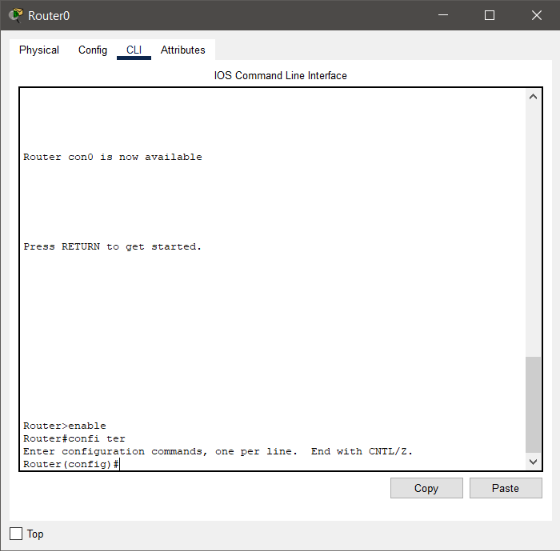 Router0
Physical Config CLI Attributes
IOS Command Line Interface
Router con0 is now available
Press RETURN to get started.
Router>enable
Router#confi ter
Enter configuration commands, one per line.  End with CNTL/Z.
Router(config)#
Copy Paste
Top